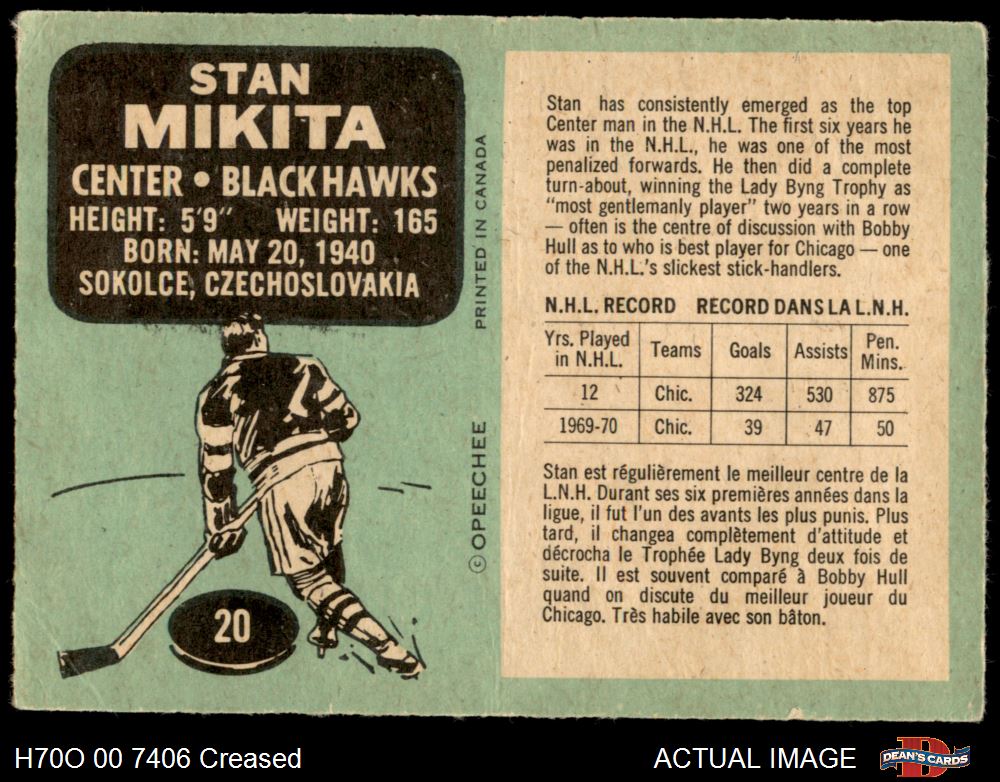 STAN
MIKITA
CENTER • BLACK HAWKS
HEIGHT: 5'9" WEIGHT: 165
BORN: MAY 20, 1940
SOKOLCE, CZECHOSLOVAKIA
20
© OPEECHEE PRINTED IN CANADA
Stan has consistently emerged as the top
Center man in the N.H.L. The first six years he
was in the N.H.L., he was one of the most
penalized forwards. He then did a complete
turn-about, winning the Lady Byng Trophy as
"most gentlemanly player" two years in a row
— often is the centre of discussion with Bobby
Hull as to who is best player for Chicago — one
of the N.H.L.'s slickest stick-handlers.
N.H.L. RECORD RECORD DANS LA L.N.H.
Yrs. Played
in N.H.L. Teams Goals Assists Pen.
Mins.
12 Chic. 324 530 875
1969-70 Chic. 39 47 50
Stan est régulièrement le meilleur centre de la
L.N.H. Durant ses six premières années dans la
ligue, il fut l'un des avants les plus punis. Plus
tard, il changea complètement d'attitude et
décrocha le Trophée Lady Byng deux fois de
suite. Il est souvent comparé à Bobby Hull
quand on discute du meilleur joueur du
Chicago. Très habile avec son bâton.
H70O 00 7406 Creased
ACTUAL IMAGE
DEAN'S CARDS